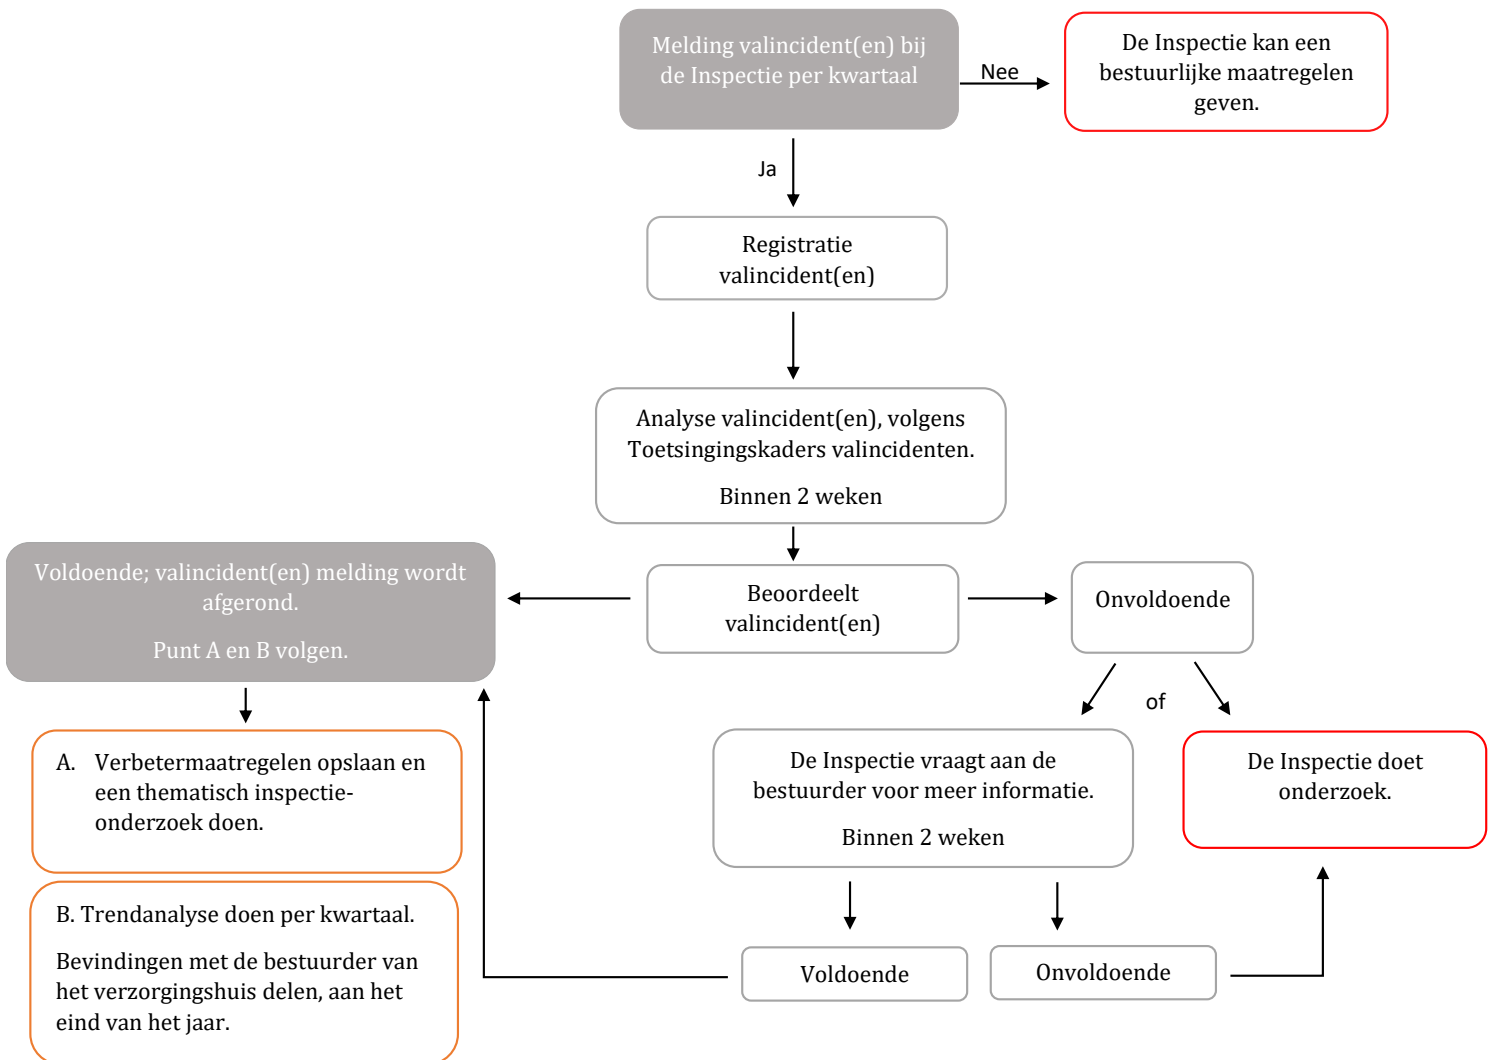 Melding valincident(en) bij
de Inspectie per kwartaal
Nee
De Inspectie kan een
bestuurlijke maatregelen
geven.
Ja
Registratie
valincident(en)
Analyse valincident(en), volgens
Toetsingingskaders valincidenten.
Binnen 2 weken
Voldoende; valincident(en) melding wordt
afgerond.
Punt A en B volgen.
Beoordeelt
valincident(en)
Onvoldoende
of
A. Verbetermaatregelen opslaan en
een thematisch inspectie-
onderzoek doen.
De Inspectie vraagt aan de
bestuurder voor meer informatie.
Binnen 2 weken
De Inspectie doet
onderzoek.
B. Trendanalyse doen per kwartaal.
Bevindingen met de bestuurder van
het verzorgingshuis delen, aan het
eind van het jaar.
Voldoende
Onvoldoende